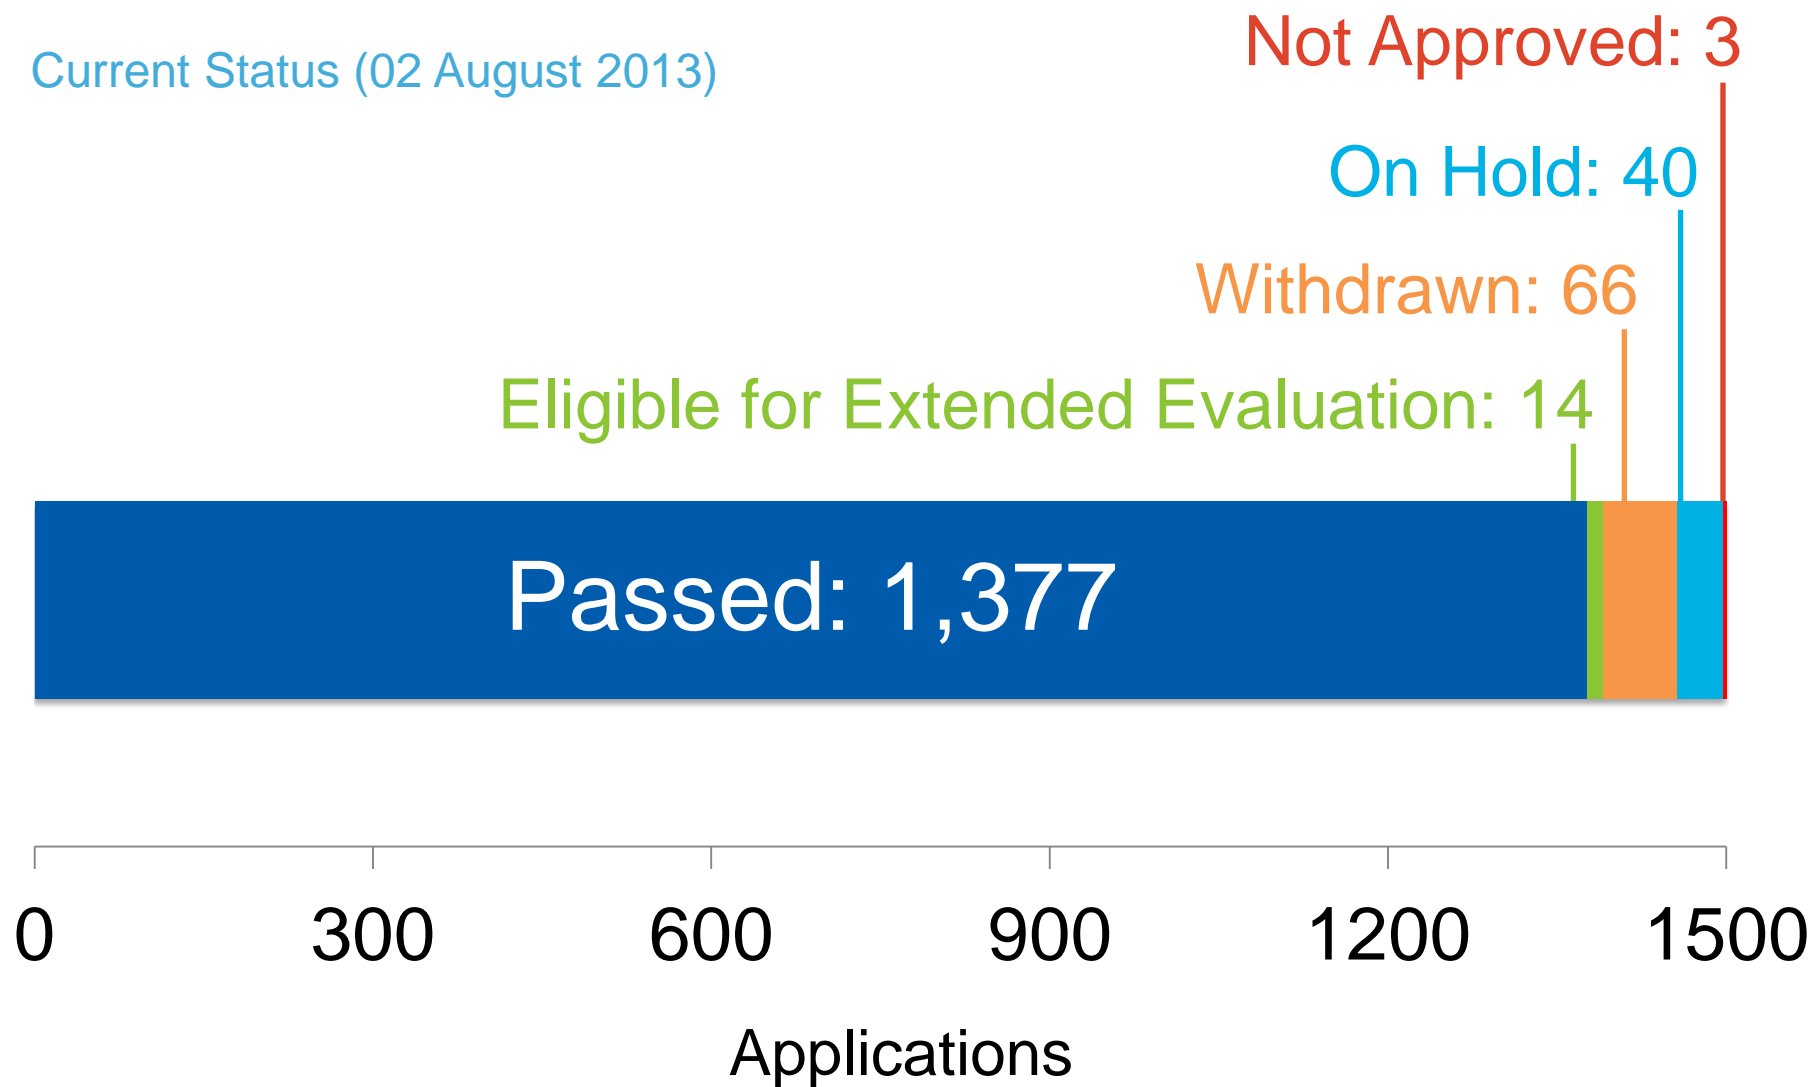 Not Approved: 3
Current Status (02 August 2013)
On Hold: 40
Withdrawn: 66
Eligible for Extended Evaluation: 14
Passed: 1,377
0 300 600 900 1200 1500
Applications